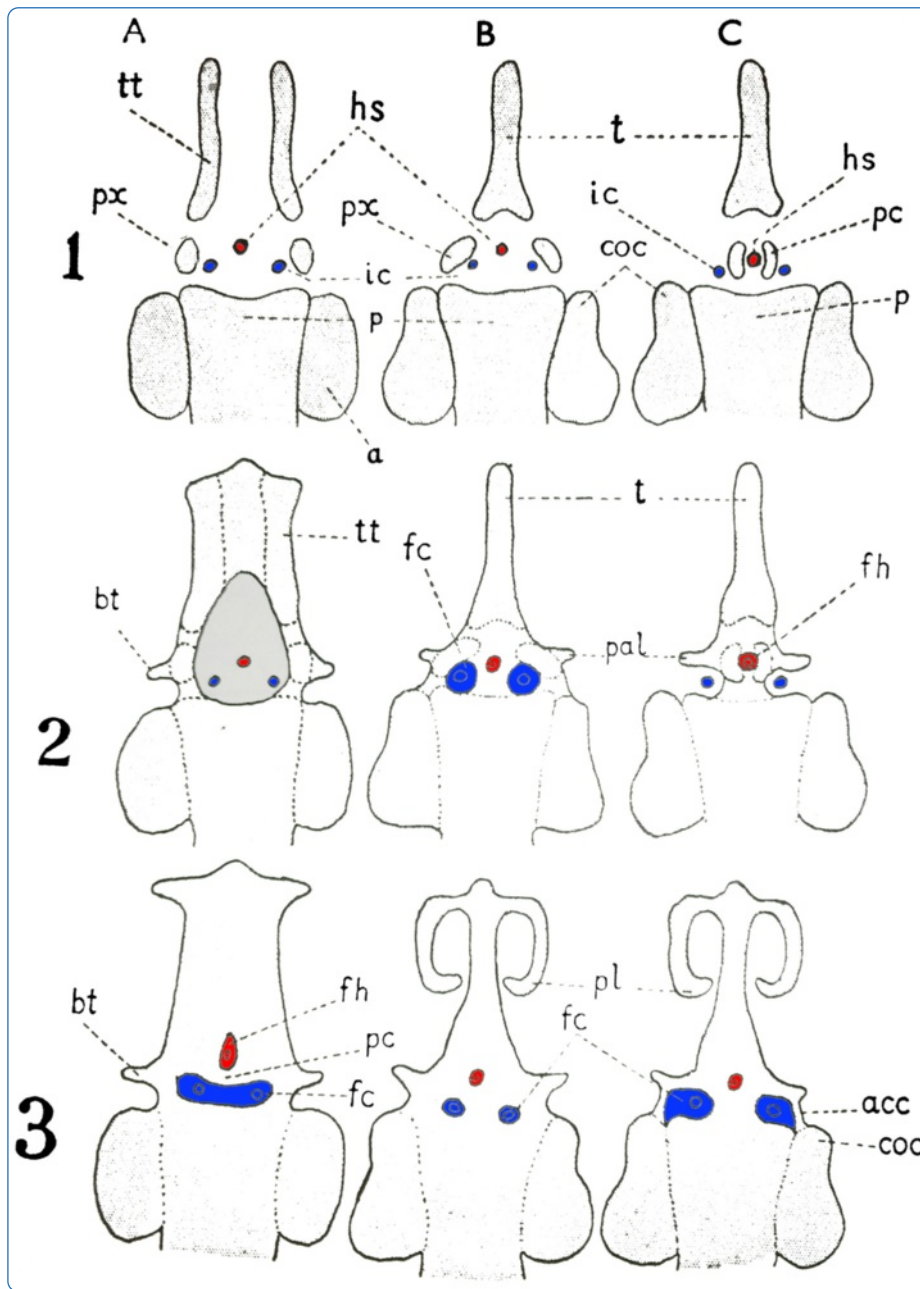 A B C
tt hs t hs
px px ic pc
1 coc
ic
p p
a
tt t
fc fh
bt pal
2
fh pl
bt pc fc
fc acc
3 coc